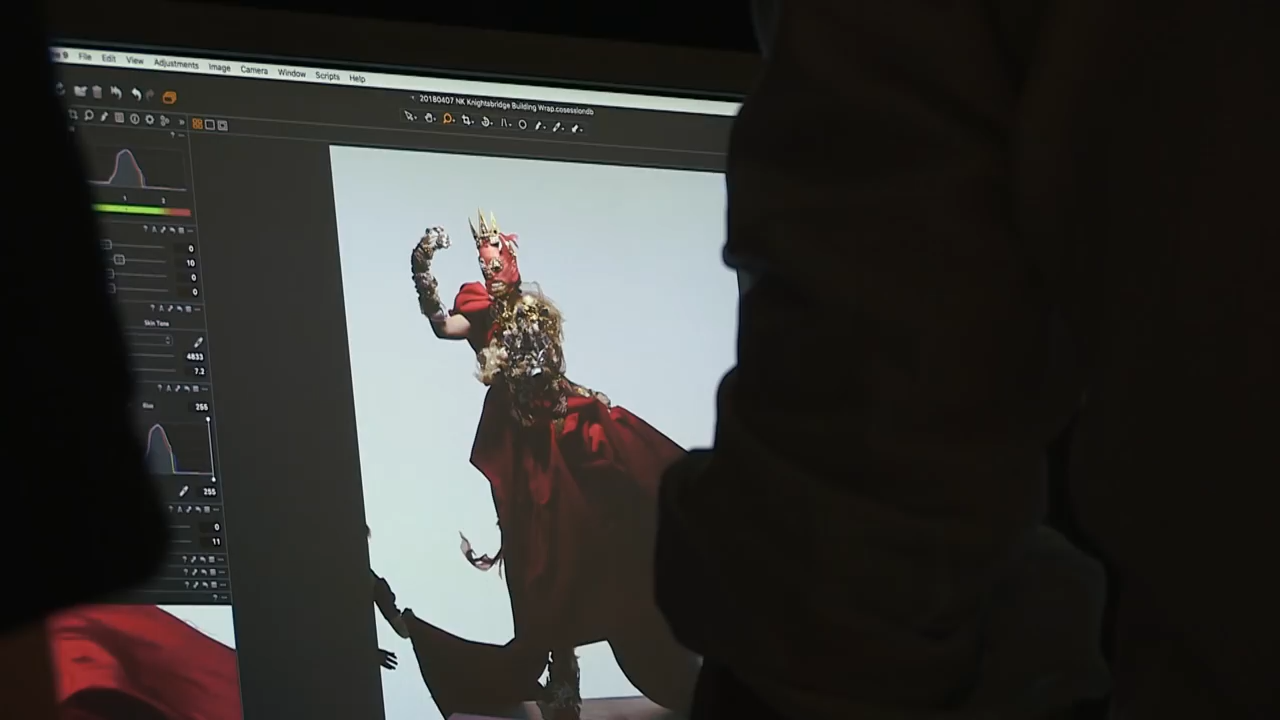 File Edit View Adjustments Image Camera Window Scripts Help
20180407 NK Knightsbridge Building Wrap.cosessiondb
0
10
0
0
Skin Tone
4833
7.2
Blue 255
255
0
11